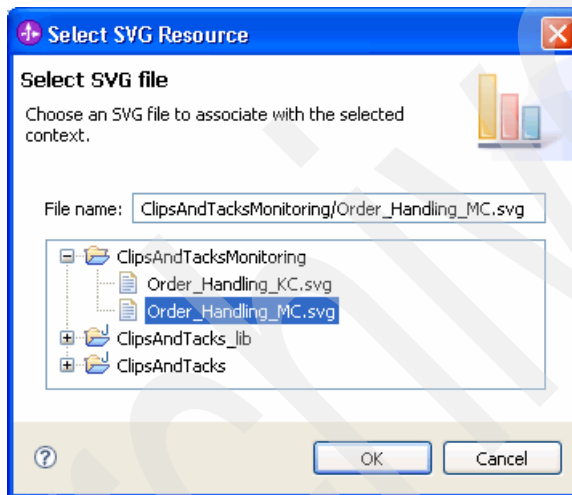 Select SVG Resource
Select SVG file
Choose an SVG file to associate with the selected
context.
File name: ClipsAndTacksMonitoring/Order_Handling_MC.svg
ClipsAndTacksMonitoring
Order_Handling_KC.svg
Order_Handling_MC.svg
ClipsAndTacks_lib
ClipsAndTacks
OK Cancel